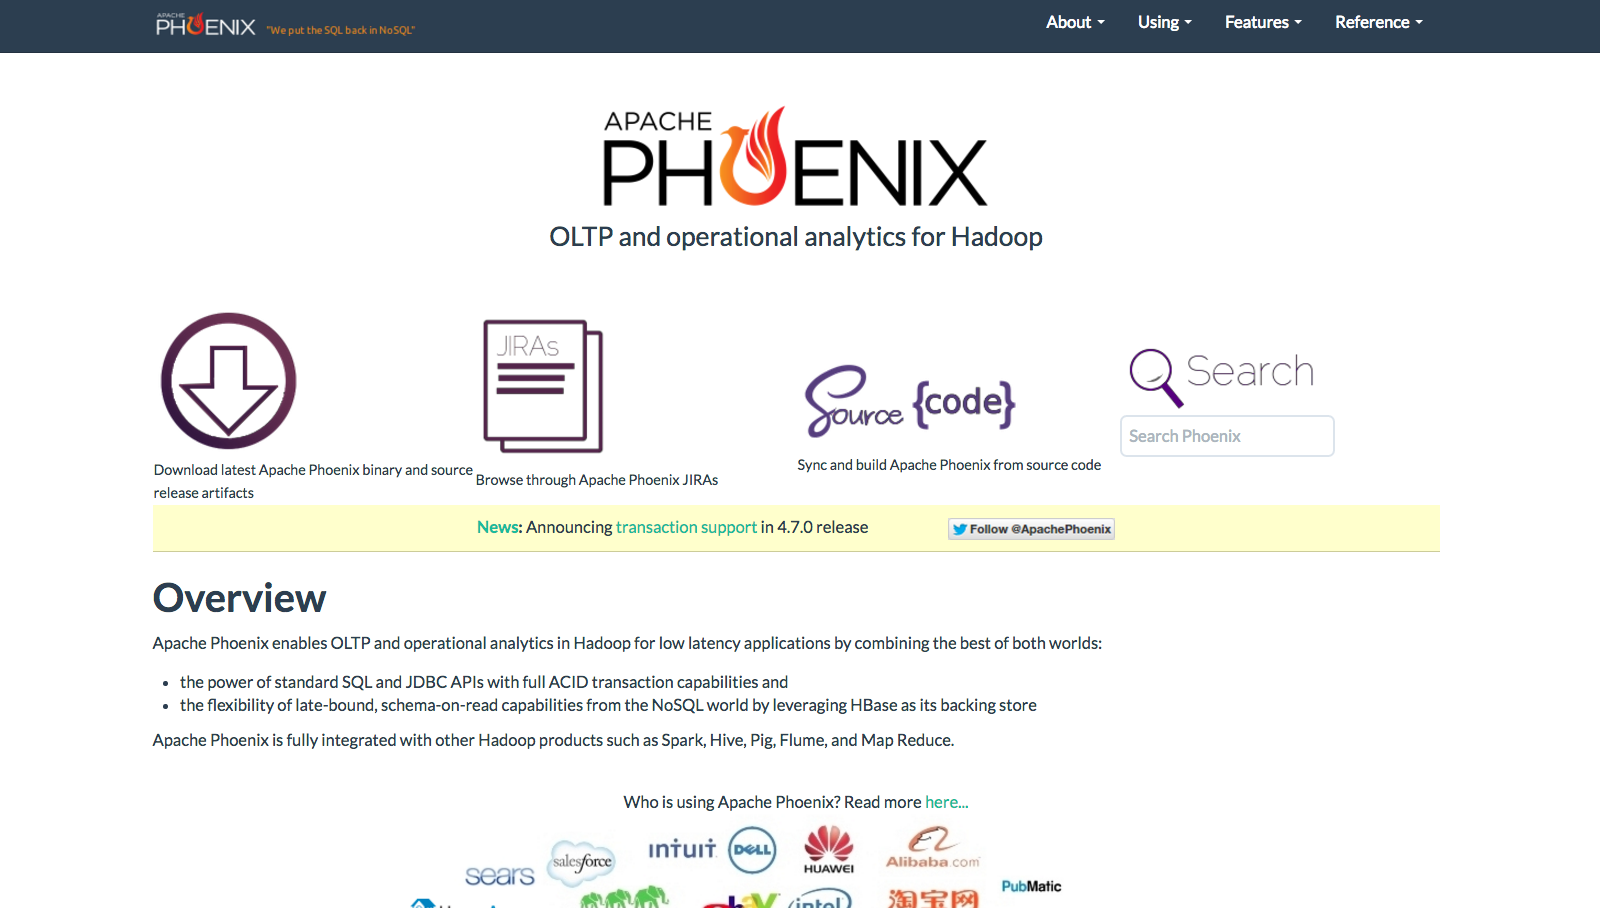 APACHE
PHOENIX "We put the SQL back in NoSQL"
About Using Features Reference
APACHE
PHOENIX
OLTP and operational analytics for Hadoop
JIRAs
Source {code}
Search
Search Phoenix
Download latest Apache Phoenix binary and source
release artifacts
Browse through Apache Phoenix JIRAs
Sync and build Apache Phoenix from source code
News: Announcing transaction support in 4.7.0 release
Follow @ApachePhoenix
Overview
Apache Phoenix enables OLTP and operational analytics in Hadoop for low latency applications by combining the best of both worlds:
• the power of standard SQL and JDBC APIs with full ACID transaction capabilities and
• the flexibility of late-bound, schema-on-read capabilities from the NoSQL world by leveraging HBase as its backing store
Apache Phoenix is fully integrated with other Hadoop products such as Spark, Hive, Pig, Flume, and Map Reduce.
Who is using Apache Phoenix? Read more here...
sears
salesforce
intuit
DELL
HUAWEI
Alibaba.com
PubMatic
ebay
intel
淘宝网